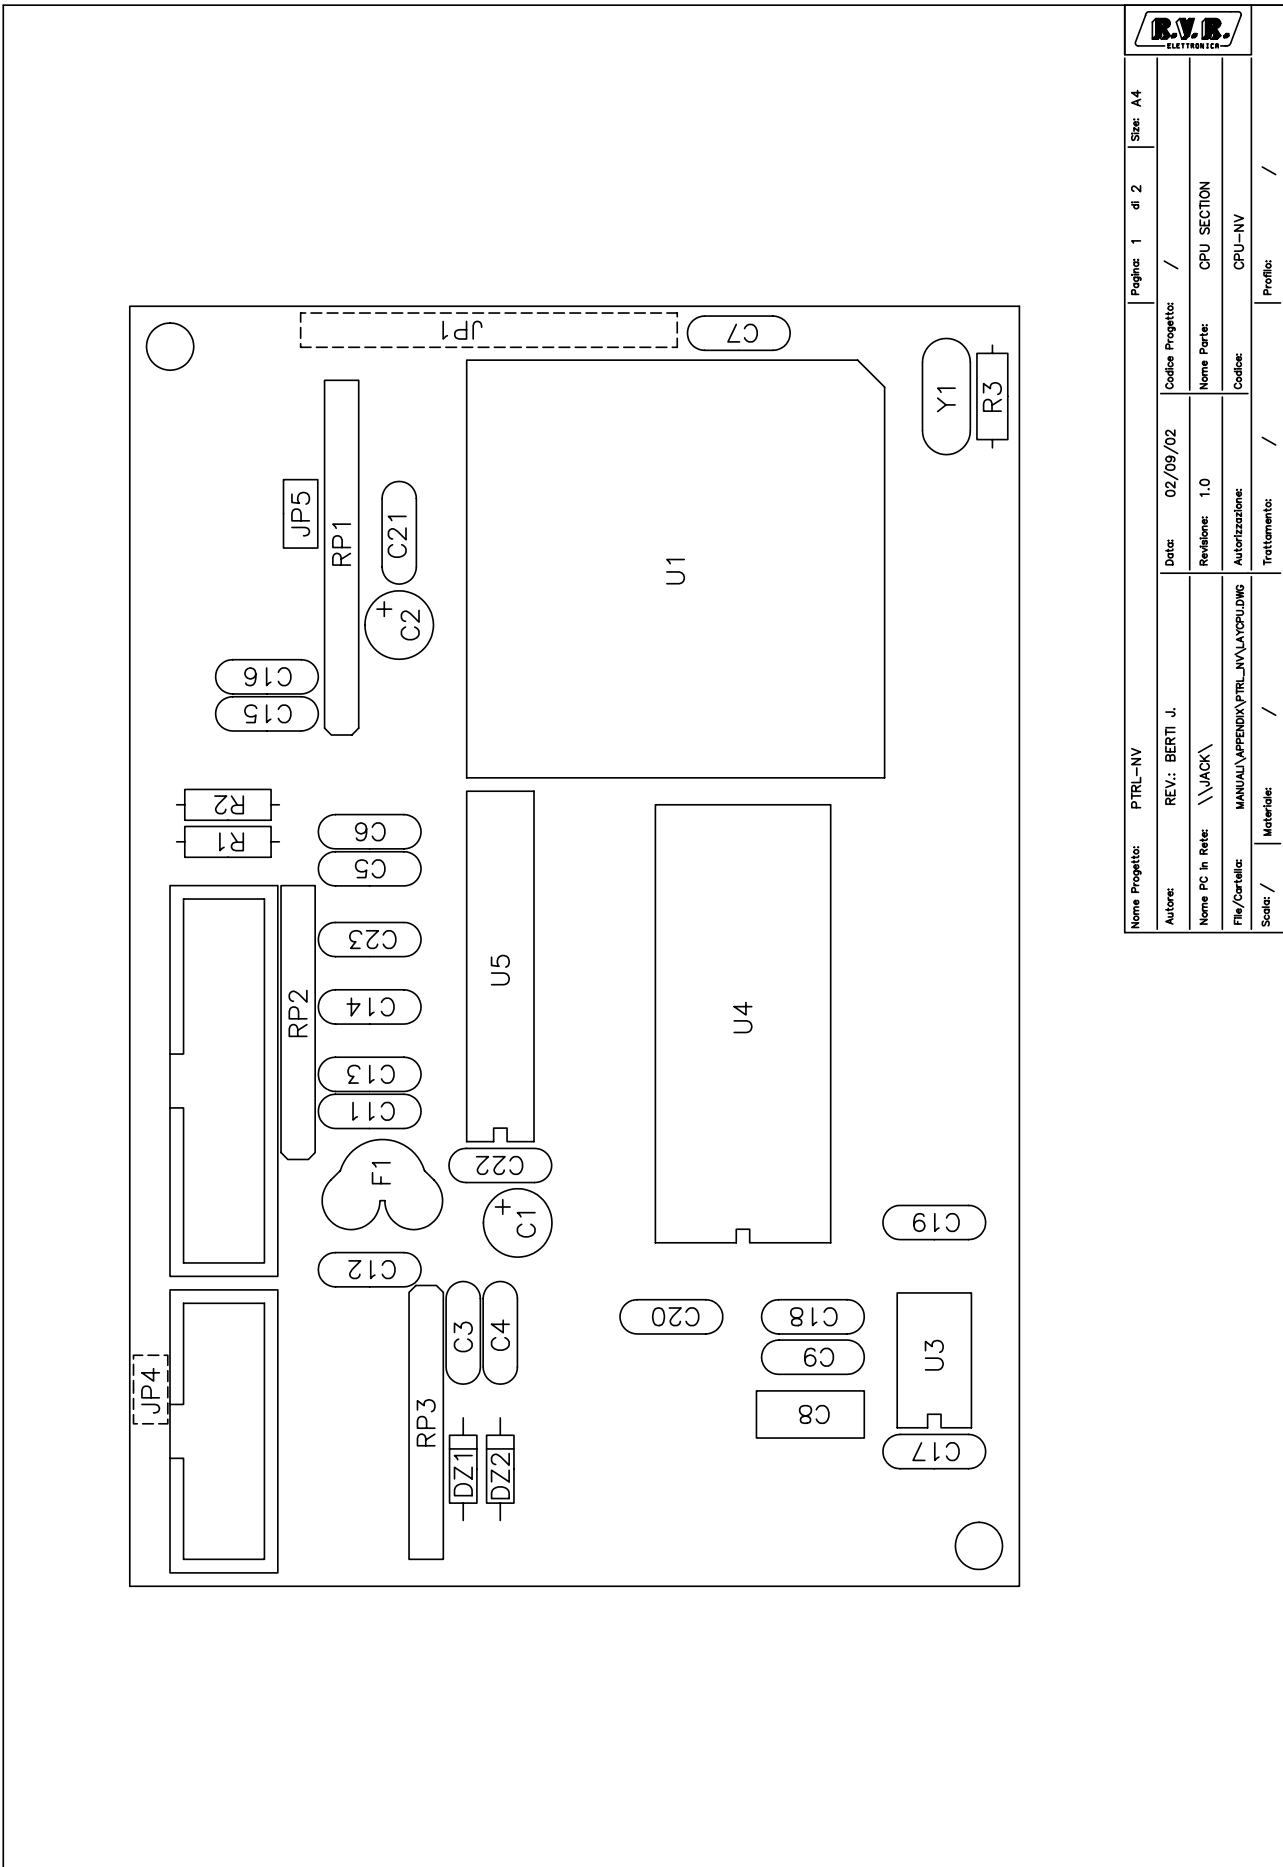 R.V.R.
ELETTRONICA
Nome Progetto: PTRL-NV
Pagina: 1 di 2
Size: A4
Autore: REV.: BERTI J.
Data: 02/09/02
Codice Progetto: /
Nome PC in Rete: \\JACK\
Revisione: 1.0
Nome Parte: CPU SECTION
File/Cartella: MANUALI\APPENDIX\PTRL_NV\LAYCPU.DWG
Autorizzazione:
Codice: CPU-NV
Scala: /
Materiale: /
Trattamento: /
Profilo: /
JP1
C7
Y1
R3
JP5
RP1
C21
C2
U1
C16
C15
R2
R1
C6
C5
C23
C14
C13
C11
RP2
U5
U4
F1
C22
C1
C12
C19
JP4
RP3
C3
C4
C20
C18
C9
C8
U3
C17
DZ1
DZ2